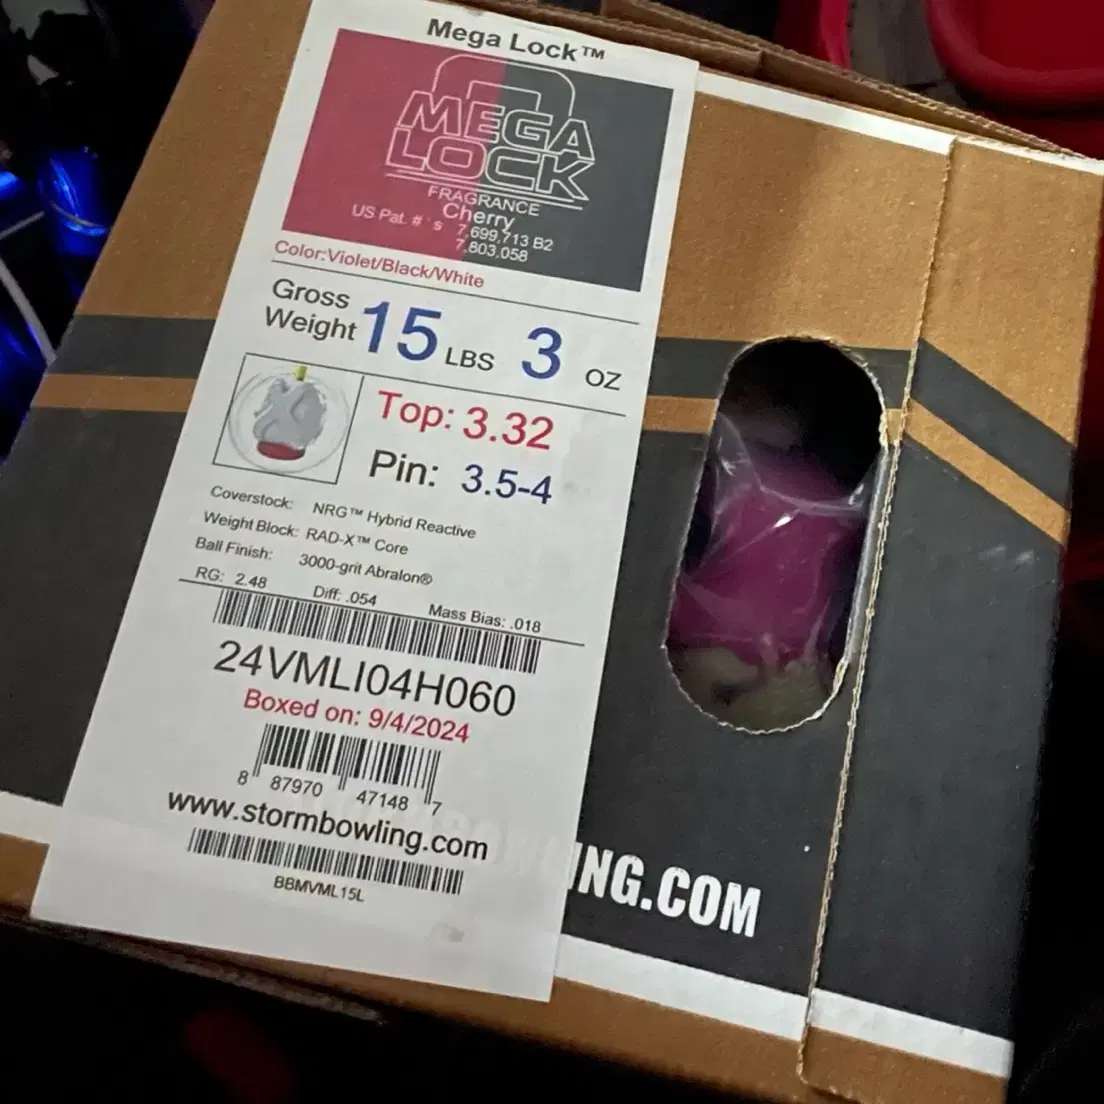 Mega Lock™
MEGA
LOCK
FRAGRANCE
Cherry
US Pat. # 's 7,699,713 B2
7,803,058
Color:Violet/Black/White
Gross
Weight 15 LBS 3 OZ
Top: 3.32
Pin: 3.5-4
Coverstock: NRG™ Hybrid Reactive
Weight Block: RAD-X™ Core
Ball Finish: 3000-grit Abralon®
RG: 2.48 Diff: .054 Mass Bias: .018
24VMLI04H060
Boxed on: 9/4/2024
8 87970 47148 7
www.stormbowling.com
BBMVML15L
ING.COM